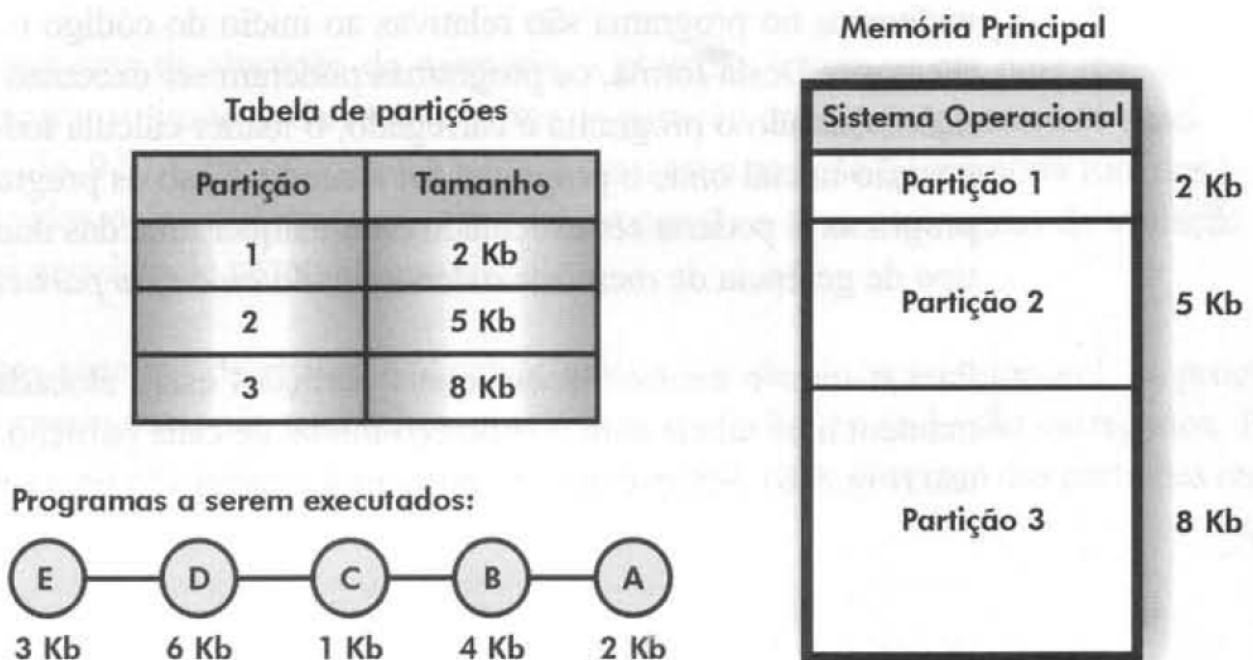 Memória Principal
Tabela de partições
Partição Tamanho
1 2 Kb
2 5 Kb
3 8 Kb
Sistema Operacional
Partição 1 2 Kb
Partição 2 5 Kb
Partição 3 8 Kb
Programas a serem executados:
E D C B A
3 Kb 6 Kb 1 Kb 4 Kb 2 Kb